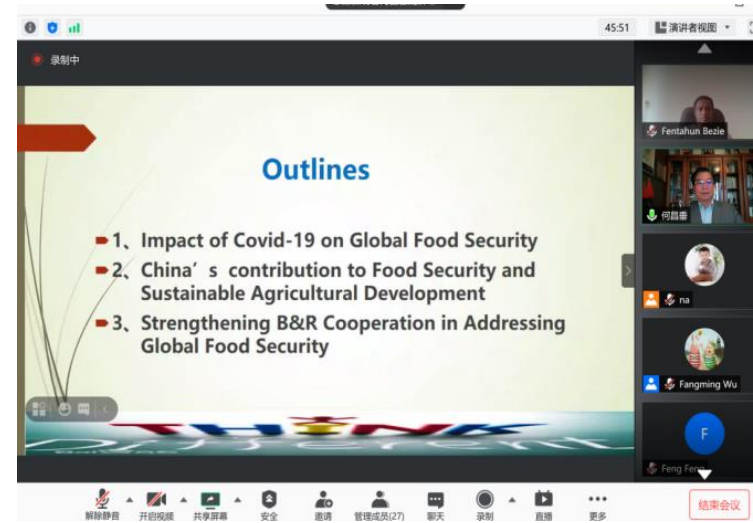 45:51
演讲者视图
录制中
Outlines
1、Impact of Covid-19 on Global Food Security
2、China's contribution to Food Security and
Sustainable Agricultural Development
3、Strengthening B&R Cooperation in Addressing
Global Food Security
THINK
Different
Fentahun Bezie
何昌垂
na
Fangming Wu
F
Feng Feng
解除静音
开启视频
共享屏幕
安全
邀请
管理成员(27)
聊天
录制
直播
更多
结束会议